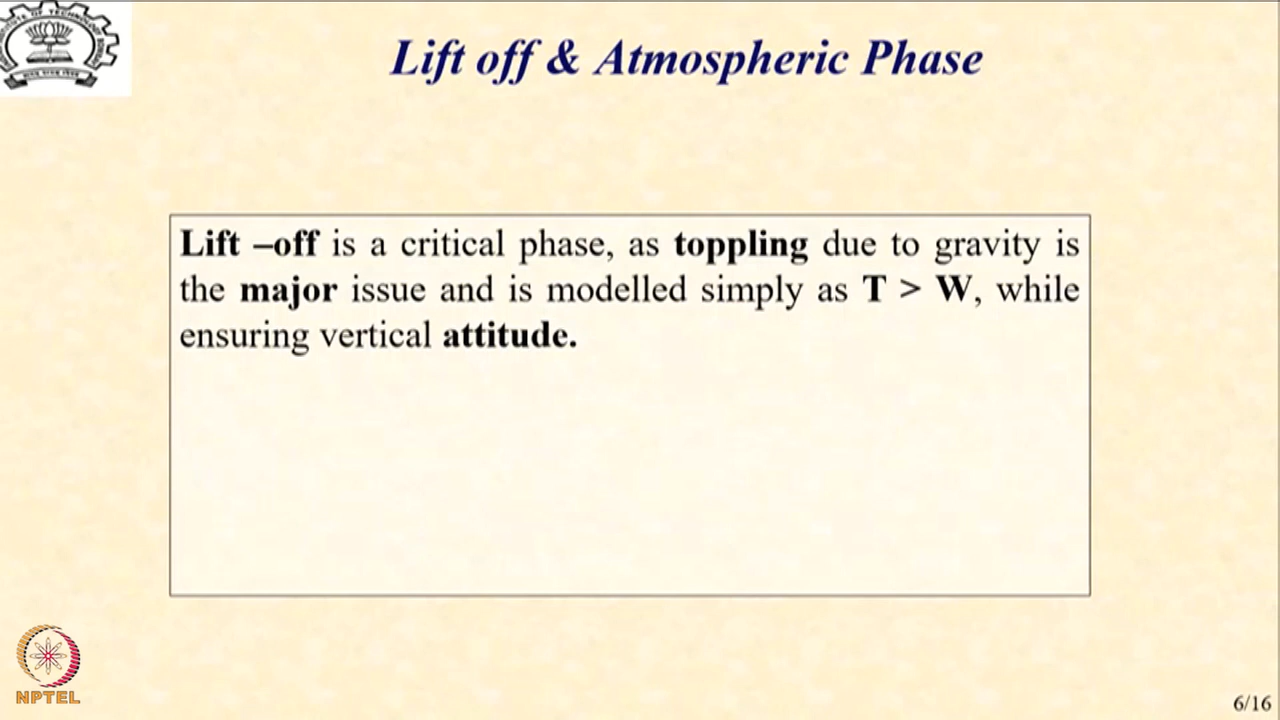 Lift off & Atmospheric Phase
Lift –off is a critical phase, as toppling due to gravity is
the major issue and is modelled simply as T > W, while
ensuring vertical attitude.
NPTEL
6/16